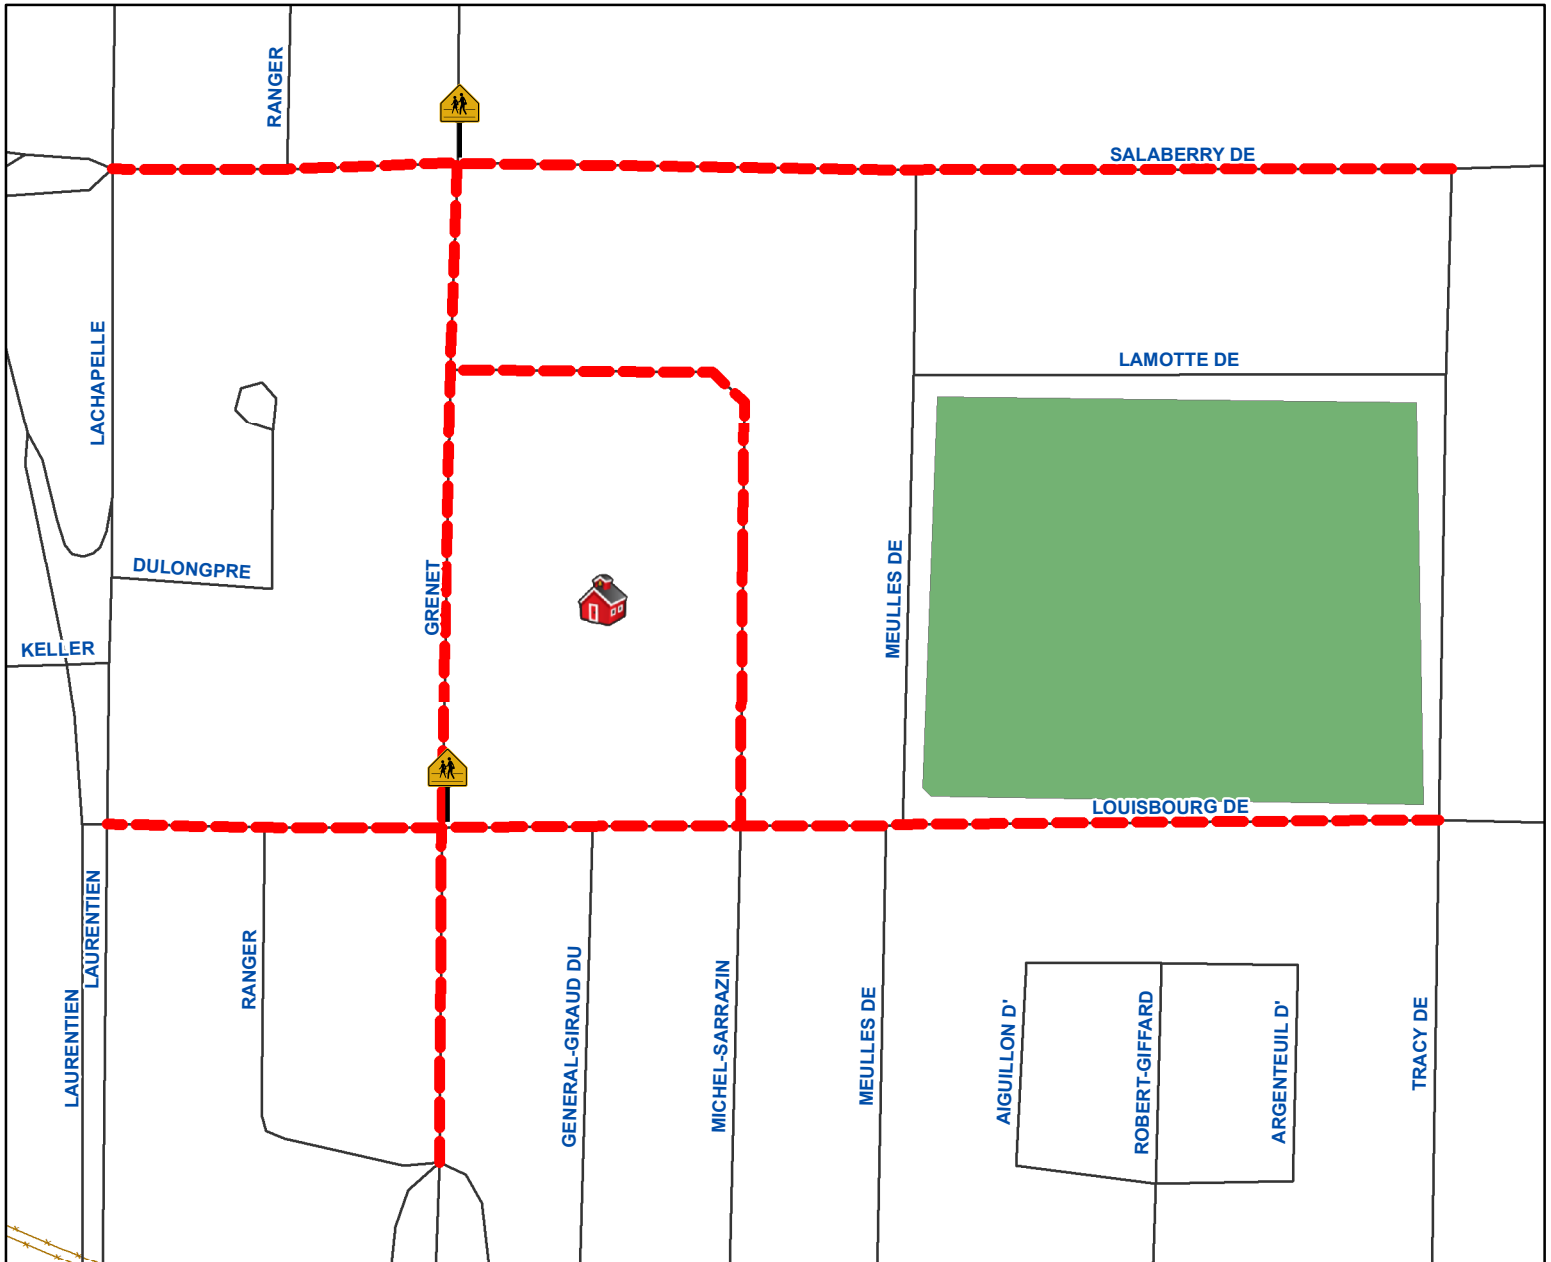 RANGER
SALABERRY DE
LAMOTTE DE
LACHAPELLE
DULONGPRE
GRENET
MEULLES DE
KELLER
LOUISBOURG DE
LAURENTIEN
LAURENTIEN
RANGER
GENERAL-GIRAUD DU
MICHEL-SARRAZIN
MEULLES DE
AIGUILLON D'
ROBERT-GIFFARD
ARGENTEUIL D'
TRACY DE